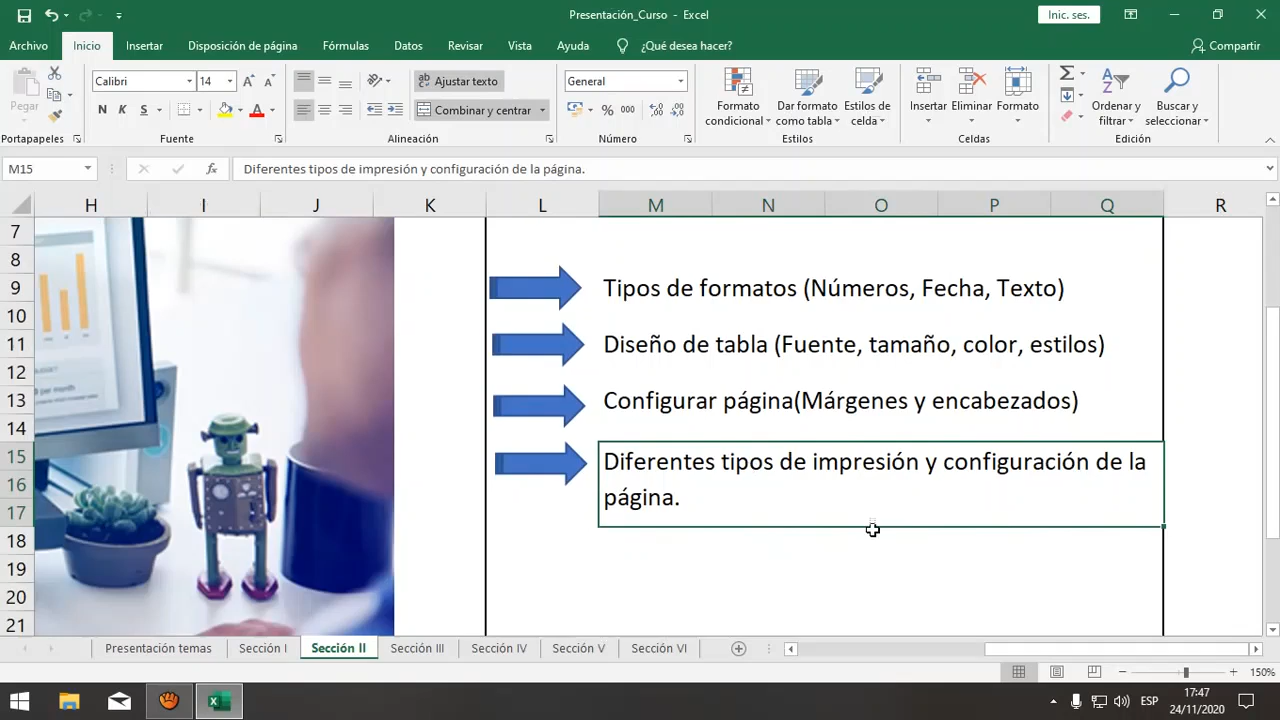 Presentación_Curso - Excel
Inic. ses.
Archivo Inicio Insertar Disposición de página Fórmulas Datos Revisar Vista Ayuda ¿Qué desea hacer? Compartir
Pegar
Calibri 14
N K S
Ajustar texto
Combinar y centrar
General
% 000
Formato condicional
Dar formato como tabla
Estilos de celda
Insertar
Eliminar
Formato
Ordenar y filtrar
Buscar y seleccionar
Portapapeles Fuente Alineación Número Estilos Celdas Edición
M15 fx Diferentes tipos de impresión y configuración de la página.
H I J K L M N O P Q R
7
8
9
10
11
12
13
14
15
16
17
18
19
20
21
Tipos de formatos (Números, Fecha, Texto)
Diseño de tabla (Fuente, tamaño, color, estilos)
Configurar página(Márgenes y encabezados)
Diferentes tipos de impresión y configuración de la
página.
Presentación temas Sección I Sección II Sección III Sección IV Sección V Sección VI
150%
ESP
17:47
24/11/2020